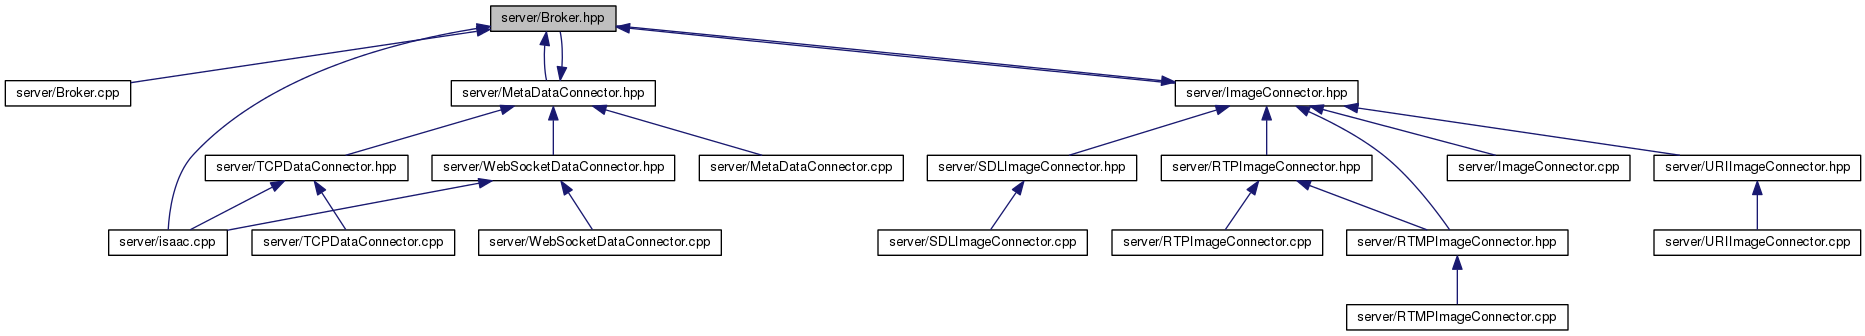 server/Broker.hpp
server/Broker.cpp
server/MetaDataConnector.hpp
server/ImageConnector.hpp
server/TCPDataConnector.hpp
server/WebSocketDataConnector.hpp
server/MetaDataConnector.cpp
server/SDLImageConnector.hpp
server/RTPImageConnector.hpp
server/ImageConnector.cpp
server/URIImageConnector.hpp
server/isaac.cpp
server/TCPDataConnector.cpp
server/WebSocketDataConnector.cpp
server/SDLImageConnector.cpp
server/RTPImageConnector.cpp
server/RTMPImageConnector.hpp
server/URIImageConnector.cpp
server/RTMPImageConnector.cpp